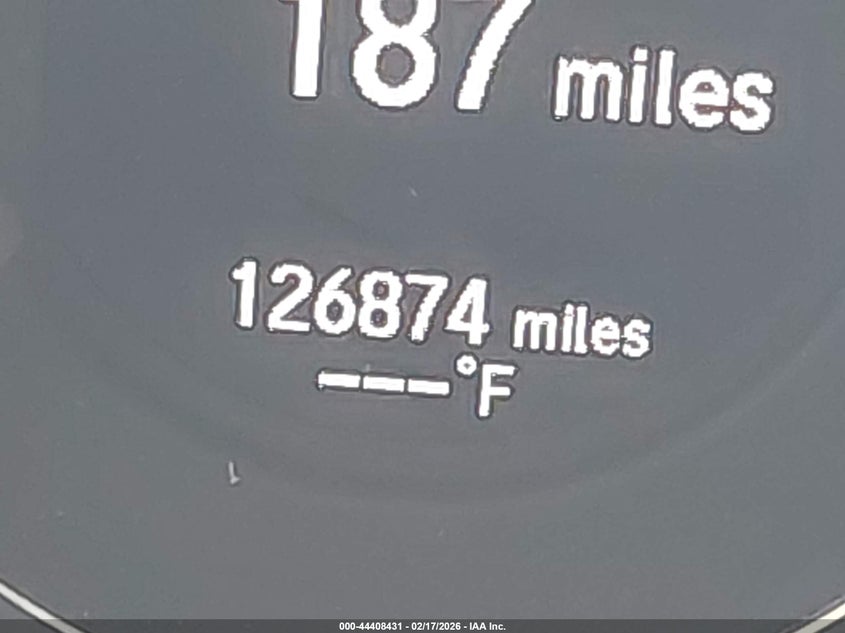 187 miles
126874 miles
---°F
000-44408431 - 02/17/2026 - IAA Inc.